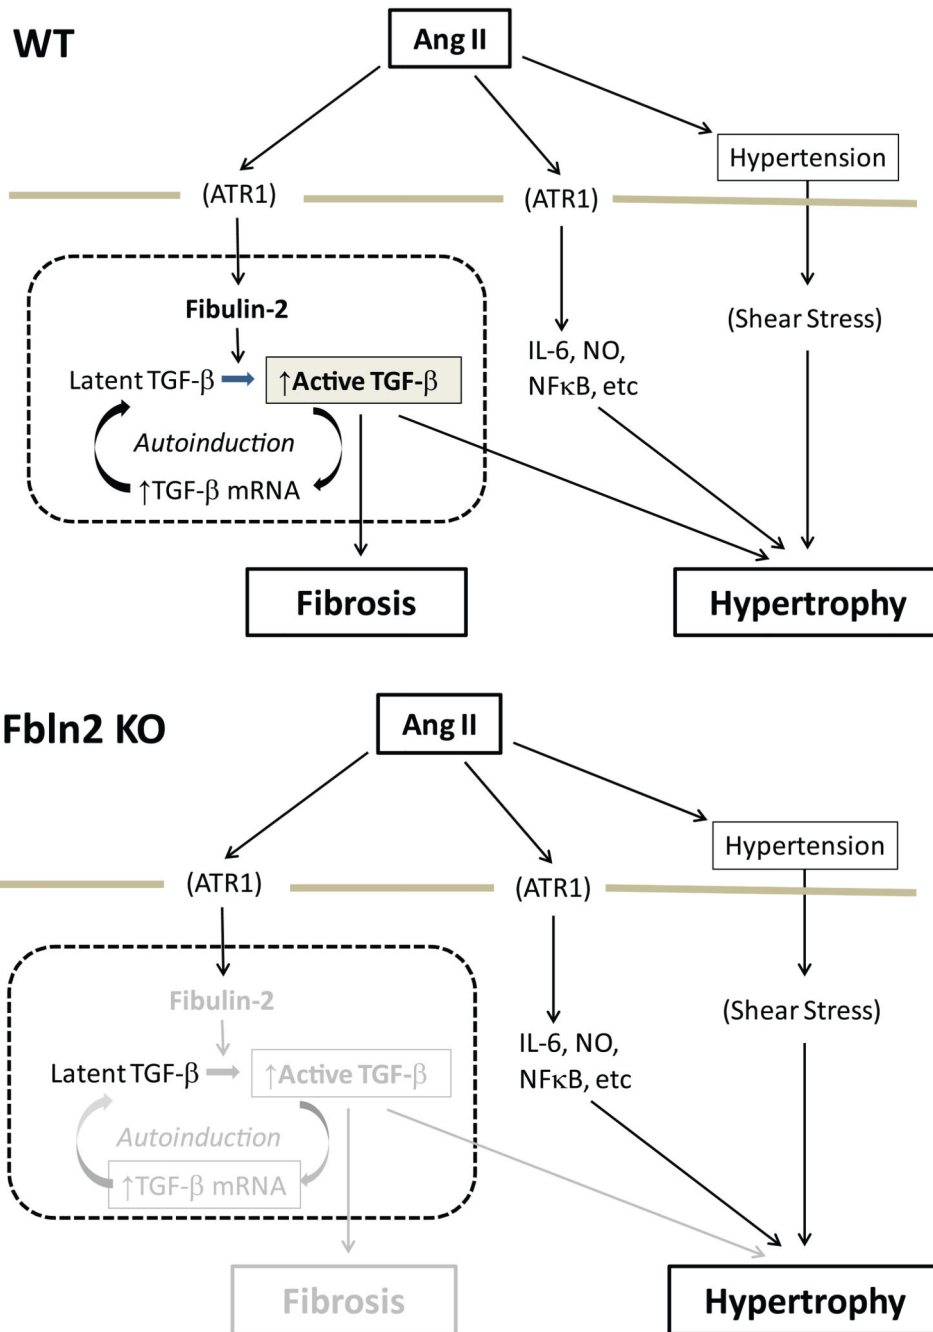 WT
Ang II
Hypertension
(ATR1)
(ATR1)
Fibulin-2
(Shear Stress)
IL-6, NO,
NFκB, etc
Latent TGF-β
↑Active TGF-β
Autoinduction
↑TGF-β mRNA
Fibrosis
Hypertrophy
Fbln2 KO
Ang II
Hypertension
(ATR1)
(ATR1)
Fibulin-2
(Shear Stress)
IL-6, NO,
NFκB, etc
Latent TGF-β
↑Active TGF-β
Autoinduction
↑TGF-β mRNA
Fibrosis
Hypertrophy